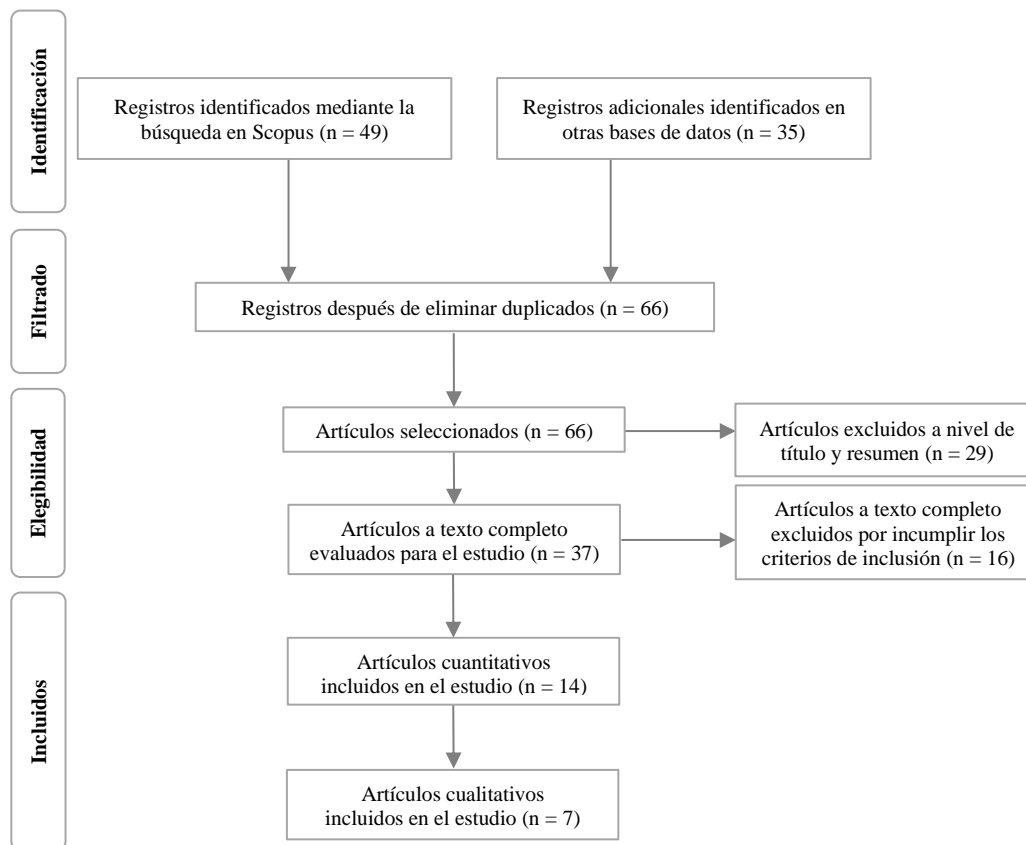 Identificación
Registros identificados mediante la
búsqueda en Scopus (n = 49)
Registros adicionales identificados en
otras bases de datos (n = 35)
Filtrado
Registros después de eliminar duplicados (n = 66)
Elegibilidad
Artículos seleccionados (n = 66)
Artículos excluidos a nivel de
título y resumen (n = 29)
Artículos a texto completo
evaluados para el estudio (n = 37)
Artículos a texto completo
excluidos por incumplir los
criterios de inclusión (n = 16)
Incluidos
Artículos cuantitativos
incluidos en el estudio (n = 14)
Artículos cualitativos
incluidos en el estudio (n = 7)